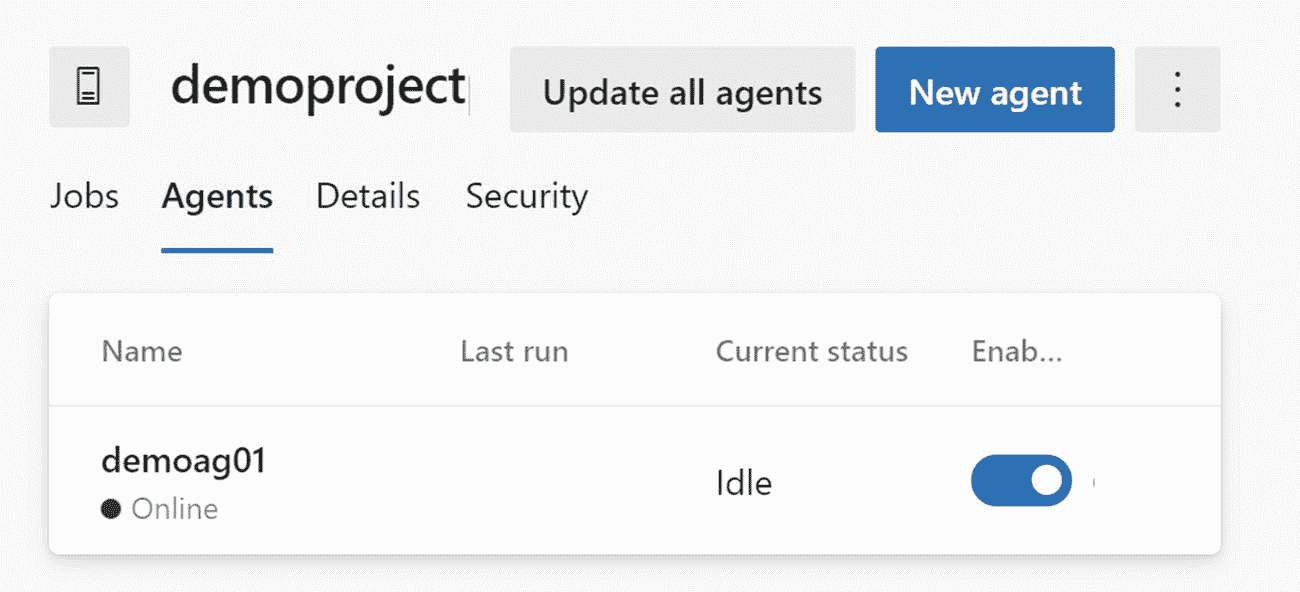 demoproject
Update all agents
New agent
Jobs
Agents
Details
Security
Name
Last run
Current status
Enab...
demoag01
Idle
Online